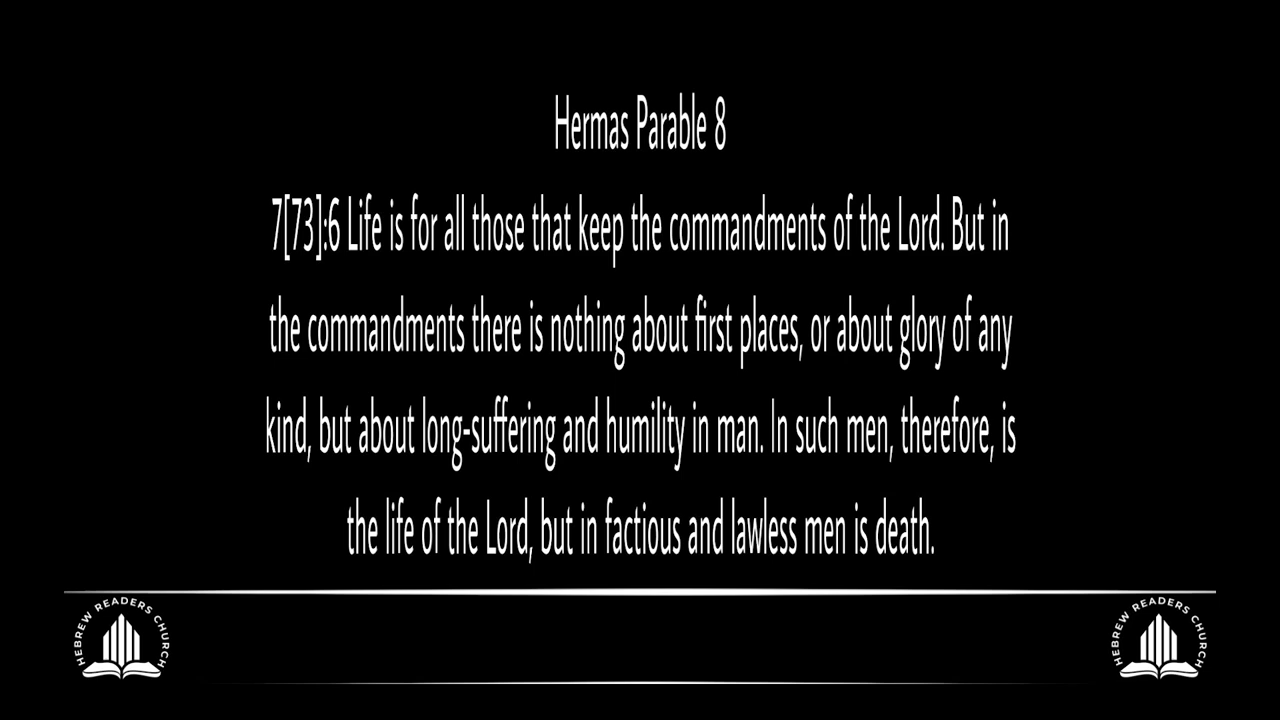 Hermas Parable 8
7[73]:6 Life is for all those that keep the commandments of the Lord. But in
the commandments there is nothing about first places, or about glory of any
kind, but about long-suffering and humility in man. In such men, therefore, is
the life of the Lord, but in factious and lawless men is death.
HEBREW READERS CHURCH
HEBREW READERS CHURCH